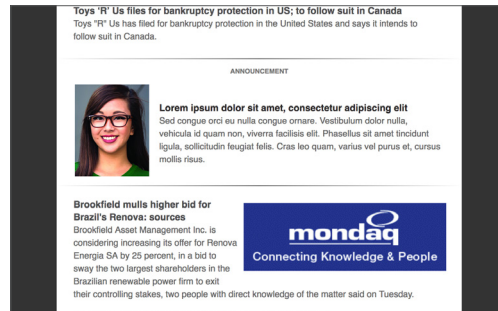 Toys 'R' Us files for bankruptcy protection in US; to follow suit in Canada
Toys "R" Us has filed for bankruptcy protection in the United States and says it intends to
follow suit in Canada.
ANNOUNCEMENT
Lorem ipsum dolor sit amet, consectetur adipiscing elit
Sed congue orci eu nulla congue ornare. Vestibulum dolor nulla,
vehicula id quam non, viverra facilisis elit. Phasellus sit amet tincidunt
ligula, sollicitudin feugiat felis. Cras leo quam, varius vel purus et, cursus
mollis risus.
Brookfield mulls higher bid for
Brazil's Renova: sources
Brookfield Asset Management Inc. is
considering increasing its offer for Renova
Energia SA by 25 percent, in a bid to
sway the two largest shareholders in the
Brazilian renewable power firm to exit
their controlling stakes, two people with direct knowledge of the matter said on Tuesday.
mondaq
Connecting Knowledge & People